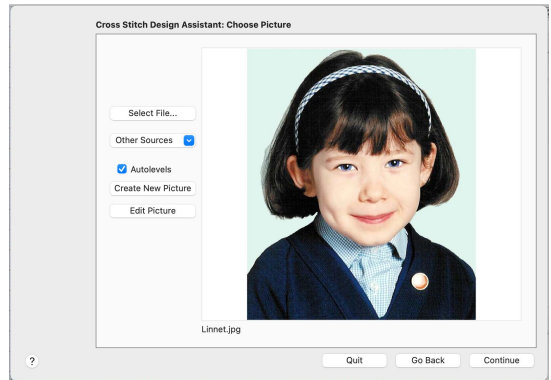 Cross Stitch Design Assistant: Choose Picture
Select File...
Other Sources
Autolevels
Create New Picture
Edit Picture
Linnet.jpg
?
Quit
Go Back
Continue